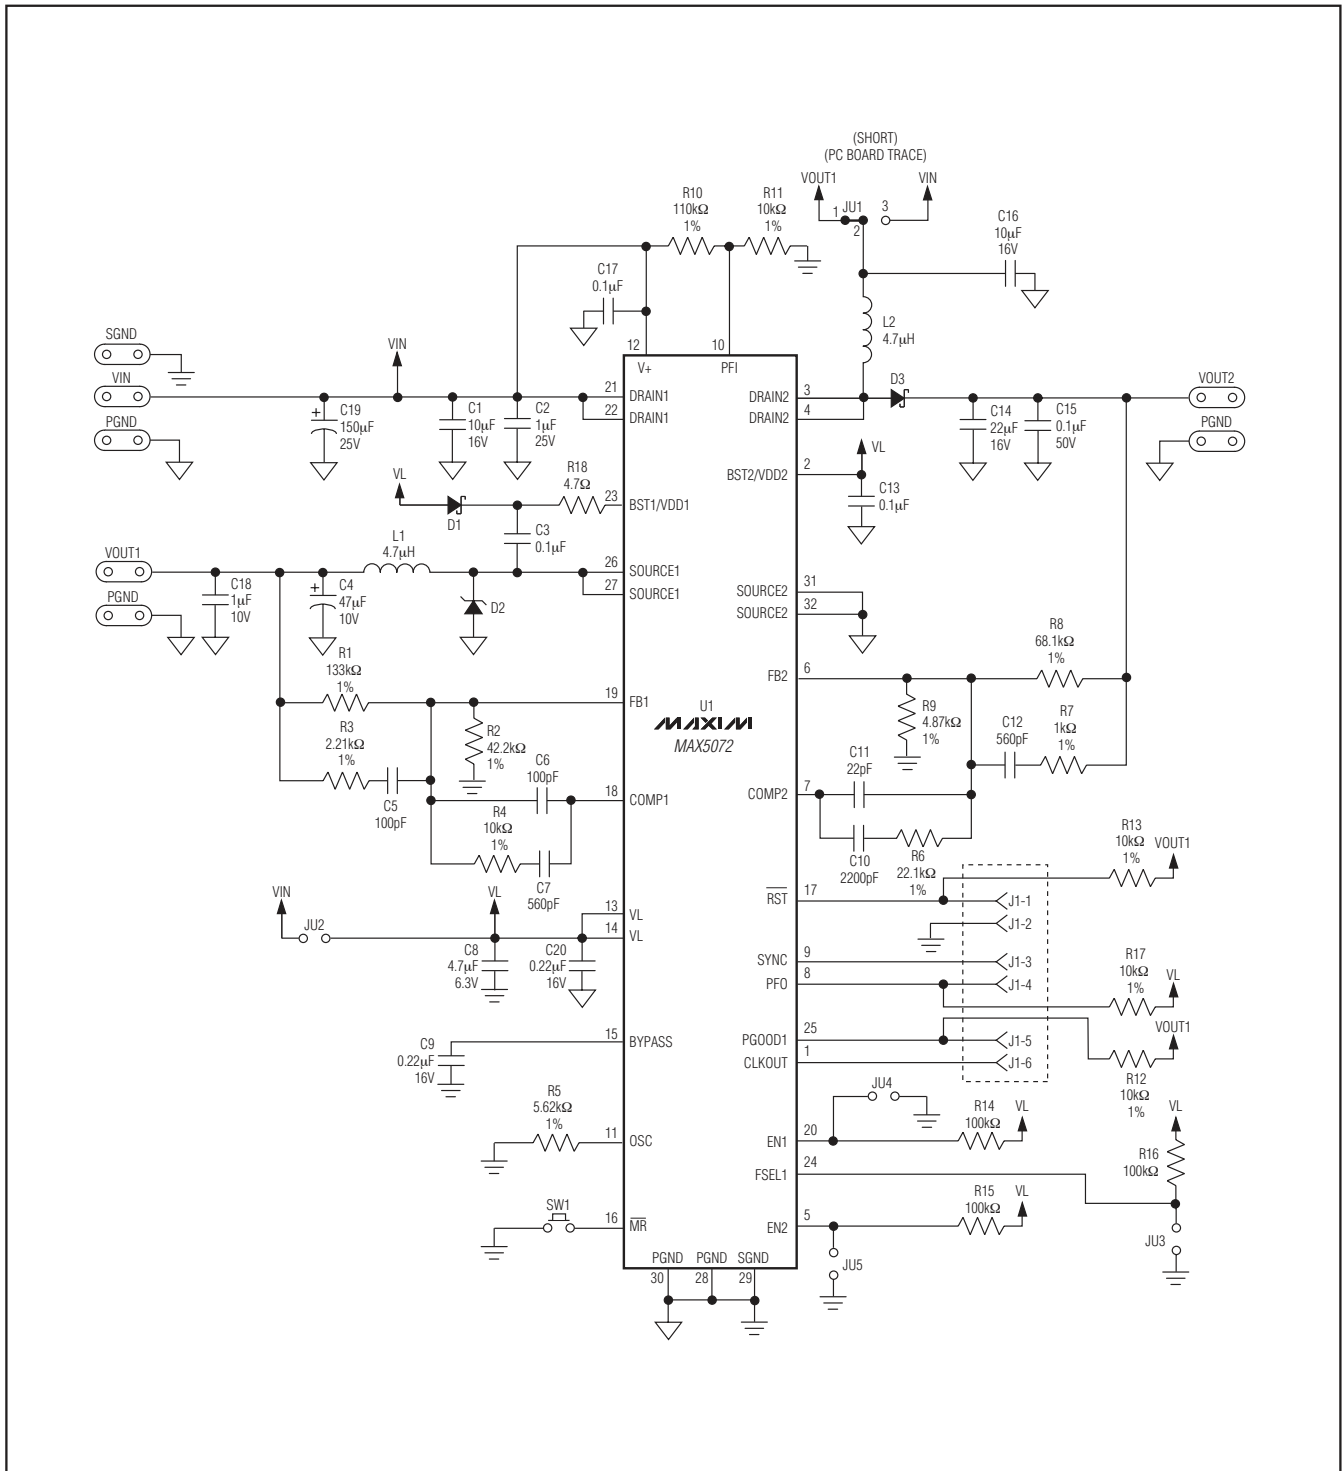 (SHORT)
(PC BOARD TRACE)
VOUT1
VIN
JU1
1
2
3
R10
110kΩ
1%
R11
10kΩ
1%
C16
10µF
16V
C17
0.1µF
L2
4.7µH
12
10
V+
PFI
SGND
VIN
PGND
VIN
C19
150µF
25V
+
C1
10µF
16V
C2
1µF
25V
21
DRAIN1
22
DRAIN1
DRAIN2
3
DRAIN2
4
D3
C14
22µF
16V
C15
0.1µF
50V
VOUT2
PGND
VL
D1
R18
4.7Ω
23
BST1/VDD1
C3
0.1µF
BST2/VDD2
2
VL
C13
0.1µF
VOUT1
PGND
C18
1µF
10V
+
C4
47µF
10V
L1
4.7µH
D2
26
SOURCE1
27
SOURCE1
SOURCE2
31
SOURCE2
32
R1
133kΩ
1%
R3
2.21kΩ
1%
C5
100pF
R2
42.2kΩ
1%
19
FB1
U1
MAXIM
MAX5072
FB2
6
R8
68.1kΩ
1%
R9
4.87kΩ
1%
C12
560pF
R7
1kΩ
1%
C6
100pF
18
COMP1
R4
10kΩ
1%
C7
560pF
COMP2
7
C11
22pF
C10
2200pF
R6
22.1kΩ
1%
R13
10kΩ
1%
VOUT1
RST
17
J1-1
J1-2
SYNC
9
J1-3
PFO
8
J1-4
R17
10kΩ
1%
VL
PGOOD1
25
J1-5
CLKOUT
1
J1-6
VOUT1
R12
10kΩ
1%
VIN
JU2
VL
13
VL
14
VL
C8
4.7µF
6.3V
C20
0.22µF
16V
C9
0.22µF
16V
15
BYPASS
R5
5.62kΩ
1%
11
OSC
SW1
16
MR
JU4
EN1
20
R14
100kΩ
VL
FSEL1
24
VL
R16
100kΩ
JU3
EN2
5
R15
100kΩ
VL
JU5
PGND
PGND
SGND
30
28
29